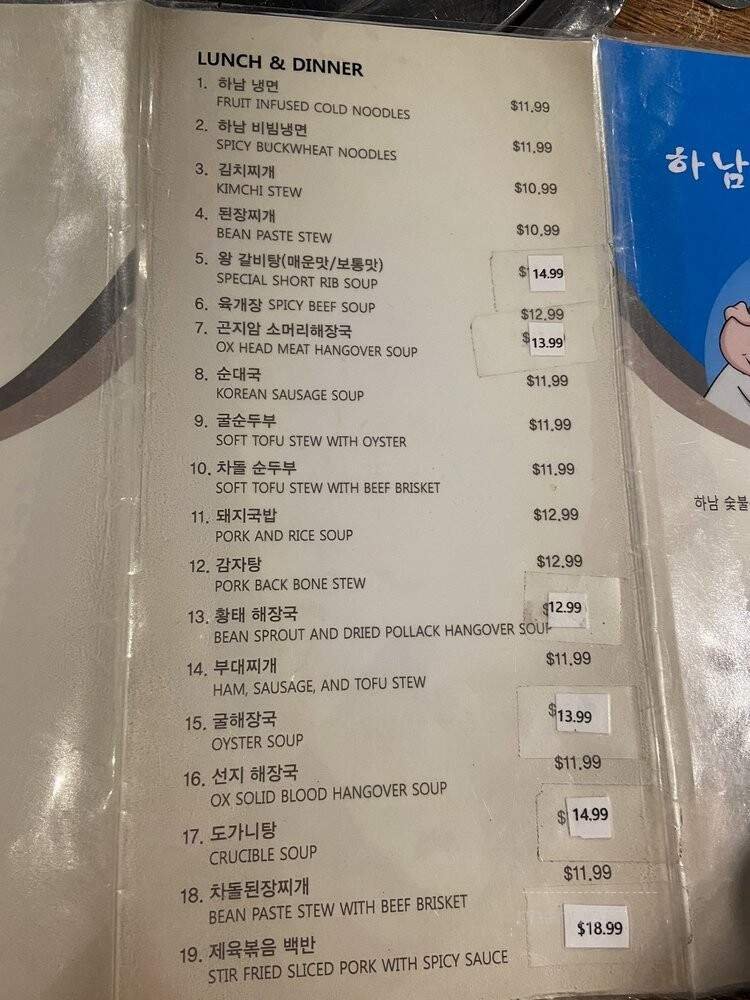 LUNCH & DINNER
1. 하남 냉면
FRUIT INFUSED COLD NOODLES $11.99
2. 하남 비빔냉면
SPICY BUCKWHEAT NOODLES $11.99
3. 김치찌개
KIMCHI STEW $10.99
4. 된장찌개
BEAN PASTE STEW $10.99
5. 왕 갈비탕(매운맛/보통맛)
SPECIAL SHORT RIB SOUP $14.99
6. 육개장 SPICY BEEF SOUP $12.99
7. 곤지암 소머리해장국
OX HEAD MEAT HANGOVER SOUP $13.99
8. 순대국
KOREAN SAUSAGE SOUP $11.99
9. 굴순두부
SOFT TOFU STEW WITH OYSTER $11.99
10. 차돌 순두부
SOFT TOFU STEW WITH BEEF BRISKET $11.99
11. 돼지국밥
PORK AND RICE SOUP $12.99
12. 감자탕
PORK BACK BONE STEW $12.99
13. 황태 해장국 $12.99
BEAN SPROUT AND DRIED POLLACK HANGOVER SOUP
14. 부대찌개 $11.99
HAM, SAUSAGE, AND TOFU STEW
15. 굴해장국 $13.99
OYSTER SOUP
16. 선지 해장국 $11.99
OX SOLID BLOOD HANGOVER SOUP
17. 도가니탕 $14.99
CRUCIBLE SOUP
18. 차돌된장찌개 $11.99
BEAN PASTE STEW WITH BEEF BRISKET
19. 제육볶음 백반 $18.99
STIR FRIED SLICED PORK WITH SPICY SAUCE
하남
하남 숯불